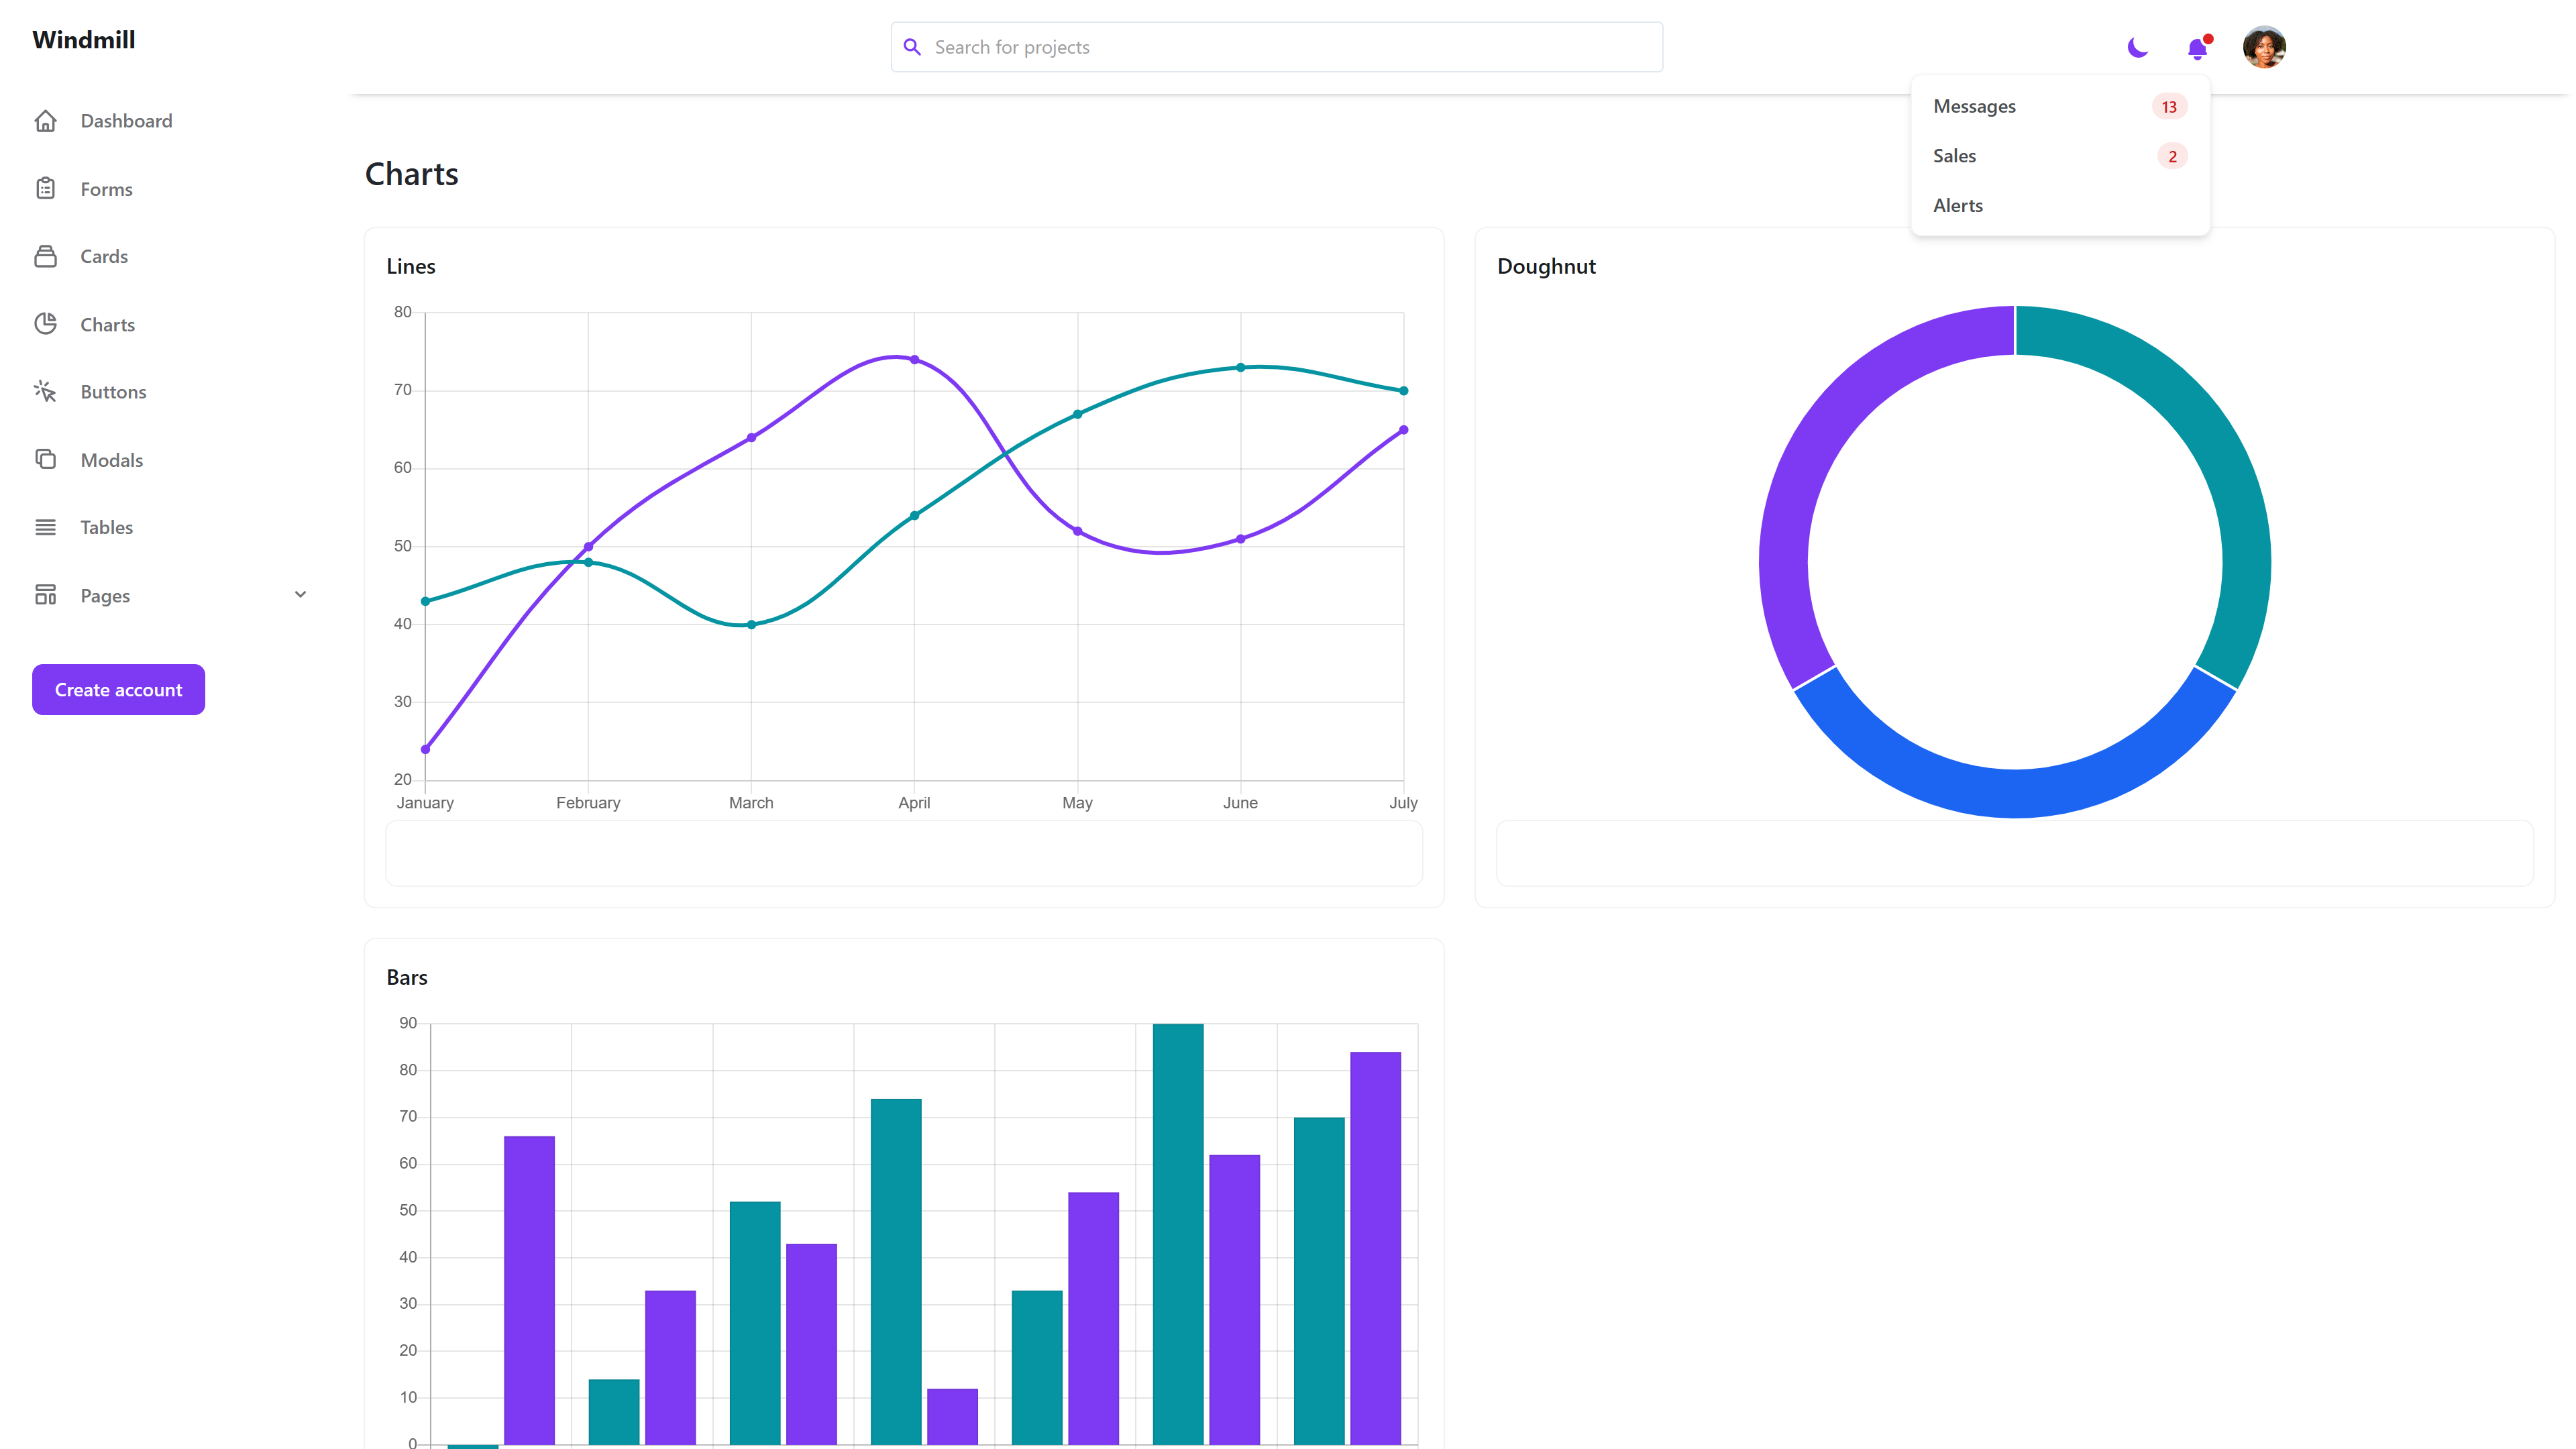 Windmill
Search for projects
Dashboard
Forms
Cards
Charts
Buttons
Modals
Tables
Pages
Create account
Messages 13
Sales 2
Alerts
Charts
Lines
80
70
60
50
40
30
20
January February March April May June July
Doughnut
Bars
90
80
70
60
50
40
30
20
10
0